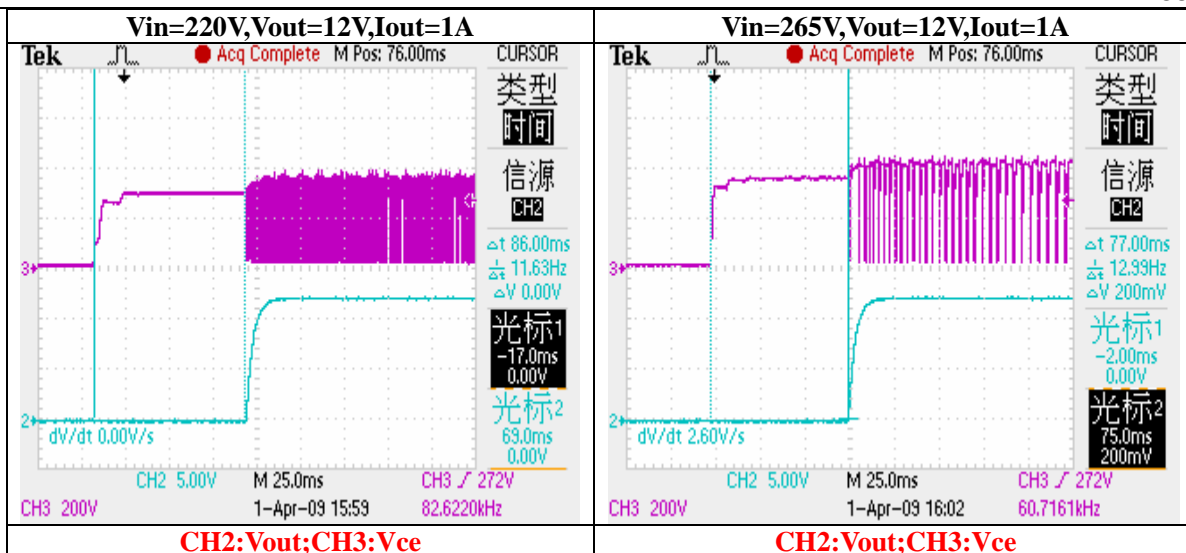 Vin=220V,Vout=12V,Iout=1A
Tek Acq Complete M Pos: 76.00ms CURSOR
类型
时间
信源
CH2
△t 86.00ms
1/△t 11.63Hz
△V 0.00V
光标1
-17.0ms
0.00V
光标2
69.0ms
0.00V
3
2
dV/dt 0.00V/s
CH2 5.00V M 25.0ms CH3 / 272V
CH3 200V 1-Apr-09 15:59 82.6220kHz
CH2:Vout;CH3:Vce
Vin=265V,Vout=12V,Iout=1A
Tek Acq Complete M Pos: 76.00ms CURSOR
类型
时间
信源
CH2
△t 77.00ms
1/△t 12.99Hz
△V 200mV
光标1
-2.00ms
0.00V
光标2
75.0ms
200mV
3
2
dV/dt 2.60V/s
CH2 5.00V M 25.0ms CH3 / 272V
CH3 200V 1-Apr-09 16:02 60.7161kHz
CH2:Vout;CH3:Vce